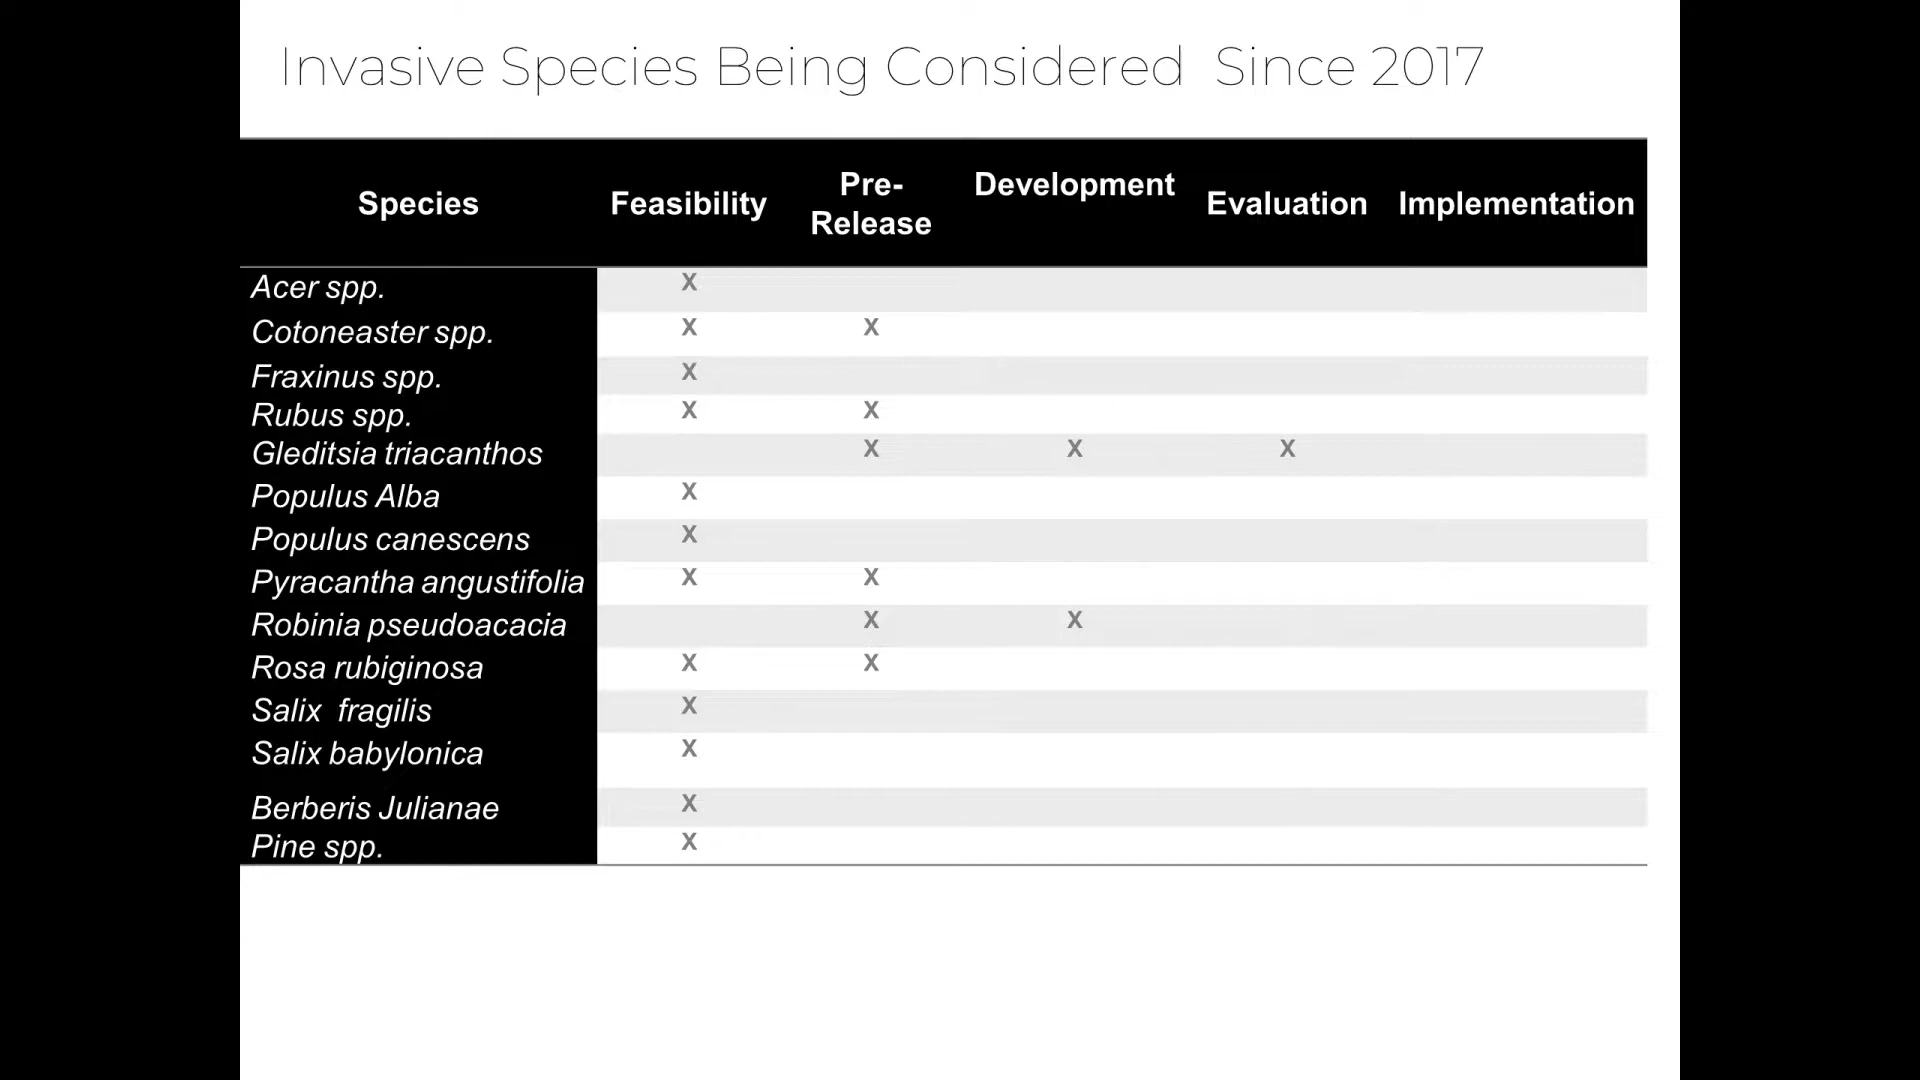 Invasive Species Being Considered  Since 2017
Species Feasibility Pre-Release Development Evaluation Implementation
Acer spp. X
Cotoneaster spp. X X
Fraxinus spp. X
Rubus spp. X X
Gleditsia triacanthos X X X
Populus Alba X
Populus canescens X
Pyracantha angustifolia X X
Robinia pseudoacacia X X
Rosa rubiginosa X X
Salix  fragilis X
Salix babylonica X
Berberis Julianae X
Pine spp. X